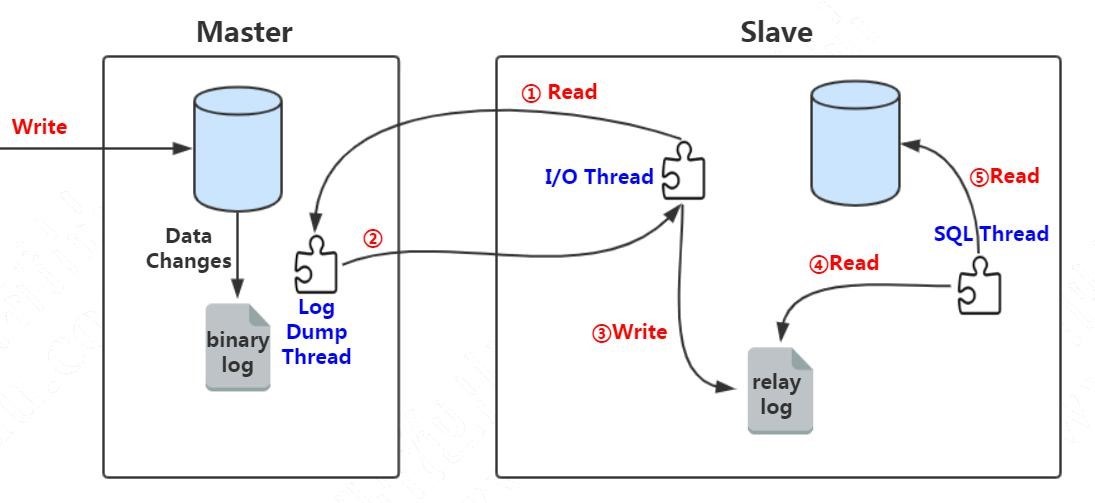 Master
Slave
Write
① Read
I/O Thread
⑤Read
Data
Changes
②
SQL Thread
④Read
Log
Dump
Thread
binary
log
③Write
relay
log